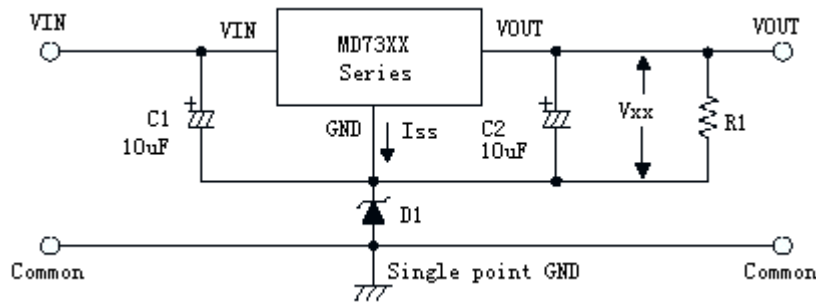 VIN
VIN
MD73XX
Series
VOUT
VOUT
C1
10uF
GND
Iss
C2
10uF
Vxx
R1
D1
Common
Single point GND
Common